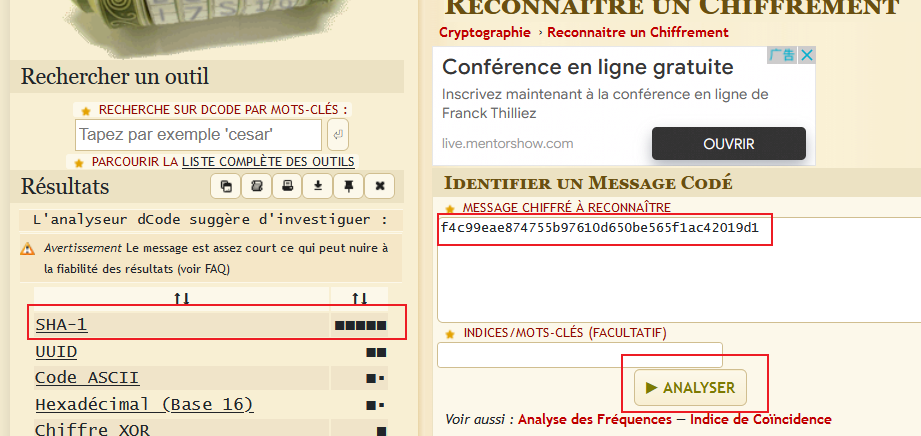 Rechercher un outil
RECHERCHE SUR DCODE PAR MOTS-CLÉS :
Tapez par exemple 'cesar'
PARCOURIR LA LISTE COMPLÈTE DES OUTILS
Résultats
L'analyseur dCode suggère d'investiguer :
Avertissement Le message est assez court ce qui peut nuire à
la fiabilité des résultats (voir FAQ)
↑↓ ↑↓
SHA-1 ■■■■■
UUID ■■
Code ASCII ■▪
Hexadécimal (Base 16) ■▪
Chiffre XOR ■
RECONNAITRE UN CHIFFREMENT
Cryptographie › Reconnaitre un Chiffrement
广告
Conférence en ligne gratuite
Inscrivez maintenant à la conférence en ligne de
Franck Thilliez
live.mentorshow.com
OUVRIR
IDENTIFIER UN MESSAGE CODÉ
MESSAGE CHIFFRÉ À RECONNAÎTRE
f4c99eae874755b97610d650be565f1ac42019d1
INDICES/MOTS-CLÉS (FACULTATIF)
▶ ANALYSER
Voir aussi : Analyse des Fréquences — Indice de Coïncidence